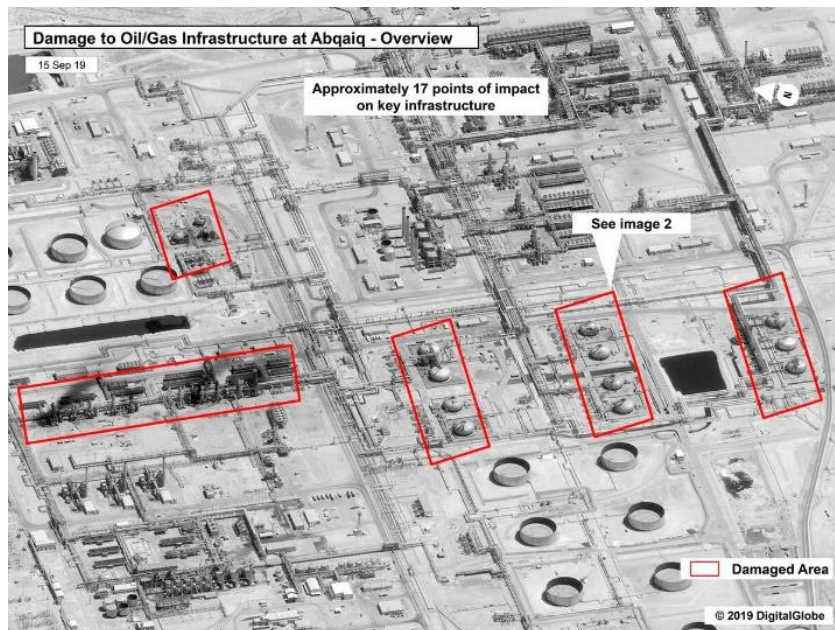 Damage to Oil/Gas Infrastructure at Abqaiq - Overview
15 Sep 19
Approximately 17 points of impact
on key infrastructure
N
See image 2
Damaged Area
© 2019 DigitalGlobe